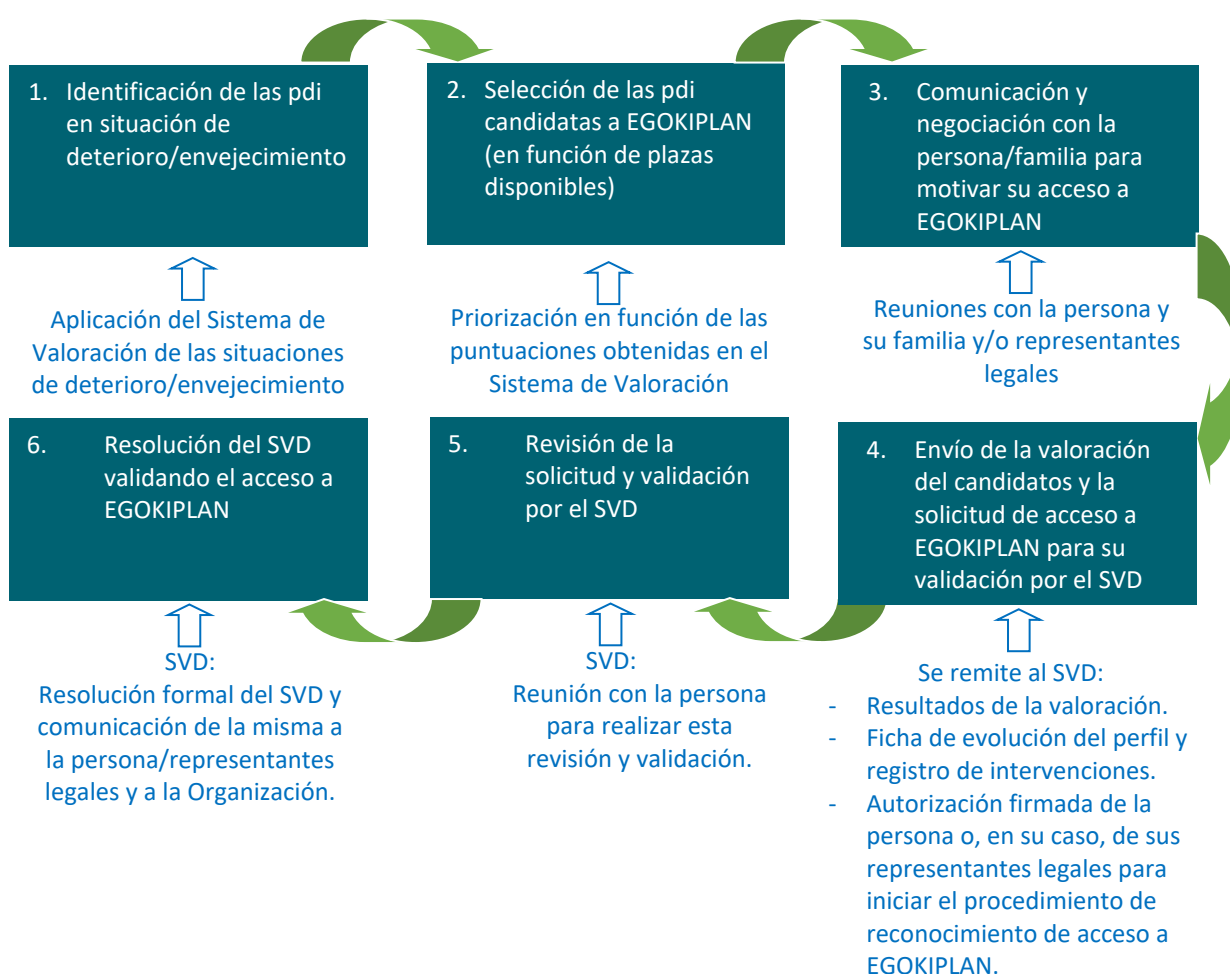 1. Identificación de las pdi
en situación de
deterioro/envejecimiento
Aplicación del Sistema de
Valoración de las situaciones
de deterioro/envejecimiento
2. Selección de las pdi
candidatas a EGOKIPLAN
(en función de plazas
disponibles)
Priorización en función de las
puntuaciones obtenidas en el
Sistema de Valoración
3. Comunicación y
negociación con la
persona/familia para
motivar su acceso a
EGOKIPLAN
Reuniones con la persona y
su familia y/o representantes
legales
4. Envío de la valoración
del candidatos y la
solicitud de acceso a
EGOKIPLAN para su
validación por el SVD
Se remite al SVD:
- Resultados de la valoración.
- Ficha de evolución del perfil y
registro de intervenciones.
- Autorización firmada de la
persona o, en su caso, de sus
representantes legales para
iniciar el procedimiento de
reconocimiento de acceso a
EGOKIPLAN.
5. Revisión de la
solicitud y validación
por el SVD
SVD:
Reunión con la persona
para realizar esta
revisión y validación.
6. Resolución del SVD
validando el acceso a
EGOKIPLAN
SVD:
Resolución formal del SVD y
comunicación de la misma a
la persona/representantes
legales y a la Organización.